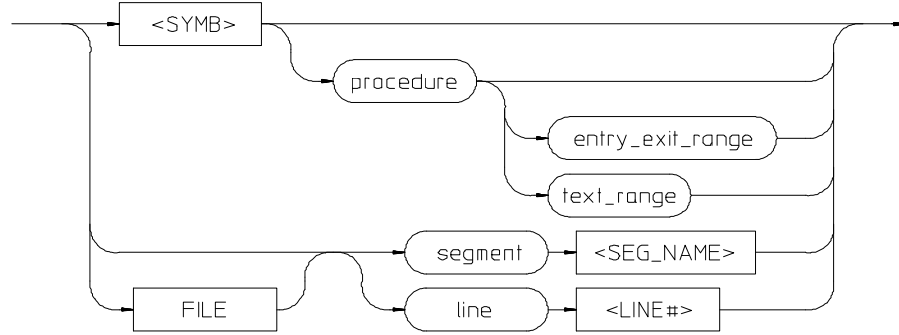 <SYMB>
procedure
entry_exit_range
text_range
segment <SEG_NAME>
FILE line <LINE#>